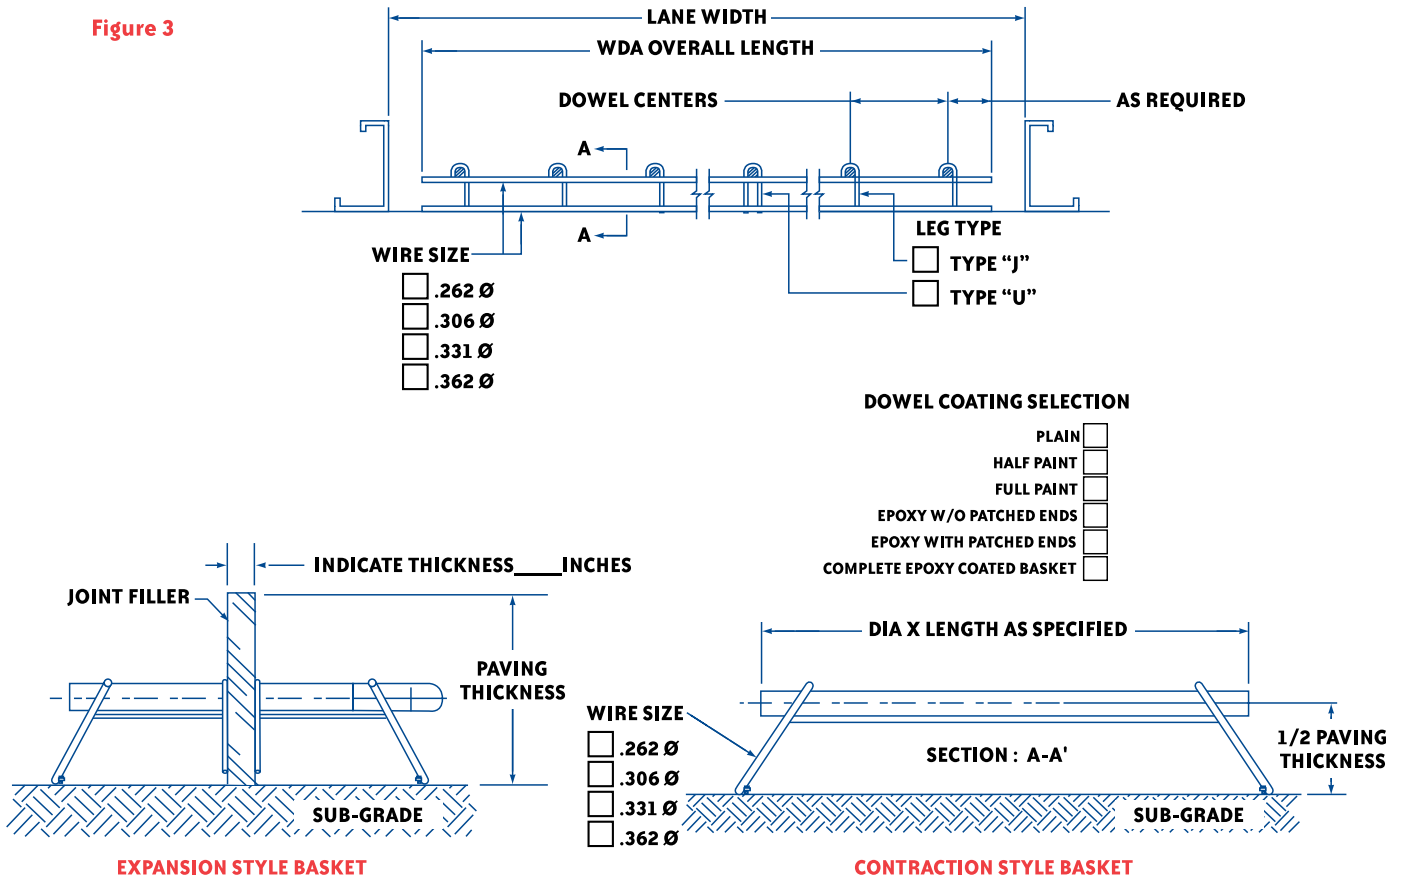 Figure 3
LANE WIDTH
WDA OVERALL LENGTH
DOWEL CENTERS
AS REQUIRED
A
A
WIRE SIZE
.262 Ø
.306 Ø
.331 Ø
.362 Ø
LEG TYPE
TYPE “J”
TYPE “U”
DOWEL COATING SELECTION
PLAIN
HALF PAINT
FULL PAINT
EPOXY W/O PATCHED ENDS
EPOXY WITH PATCHED ENDS
COMPLETE EPOXY COATED BASKET
INDICATE THICKNESS_____INCHES
JOINT FILLER
PAVING
THICKNESS
SUB-GRADE
EXPANSION STYLE BASKET
DIA X LENGTH AS SPECIFIED
WIRE SIZE
.262 Ø
.306 Ø
.331 Ø
.362 Ø
SECTION : A-A'
1/2 PAVING
THICKNESS
SUB-GRADE
CONTRACTION STYLE BASKET